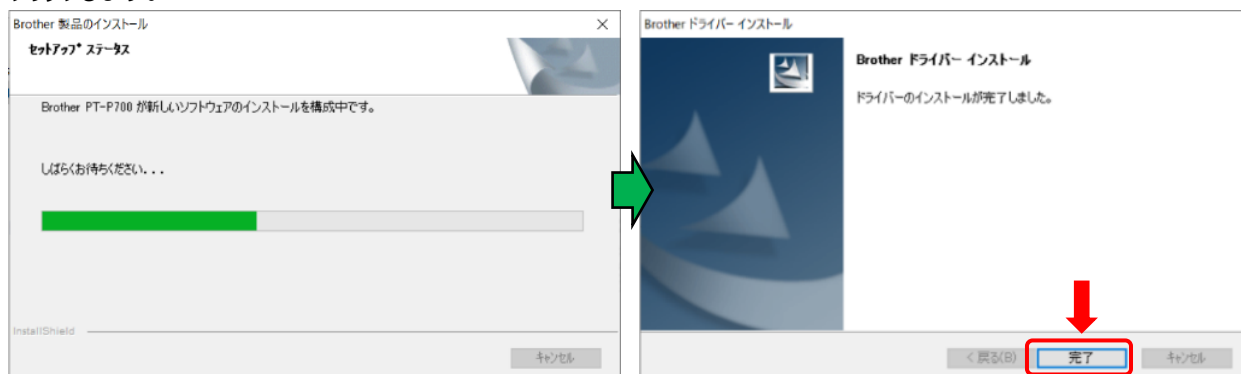 Brother 製品のインストール
セットアップ ステータス
Brother PT-P700 が新しいソフトウェアのインストールを構成中です。
しばらくお待ちください...
InstallShield
キャンセル
Brother ドライバー インストール
Brother ドライバー インストール
ドライバーのインストールが完了しました。
< 戻る(B)
完了
キャンセル